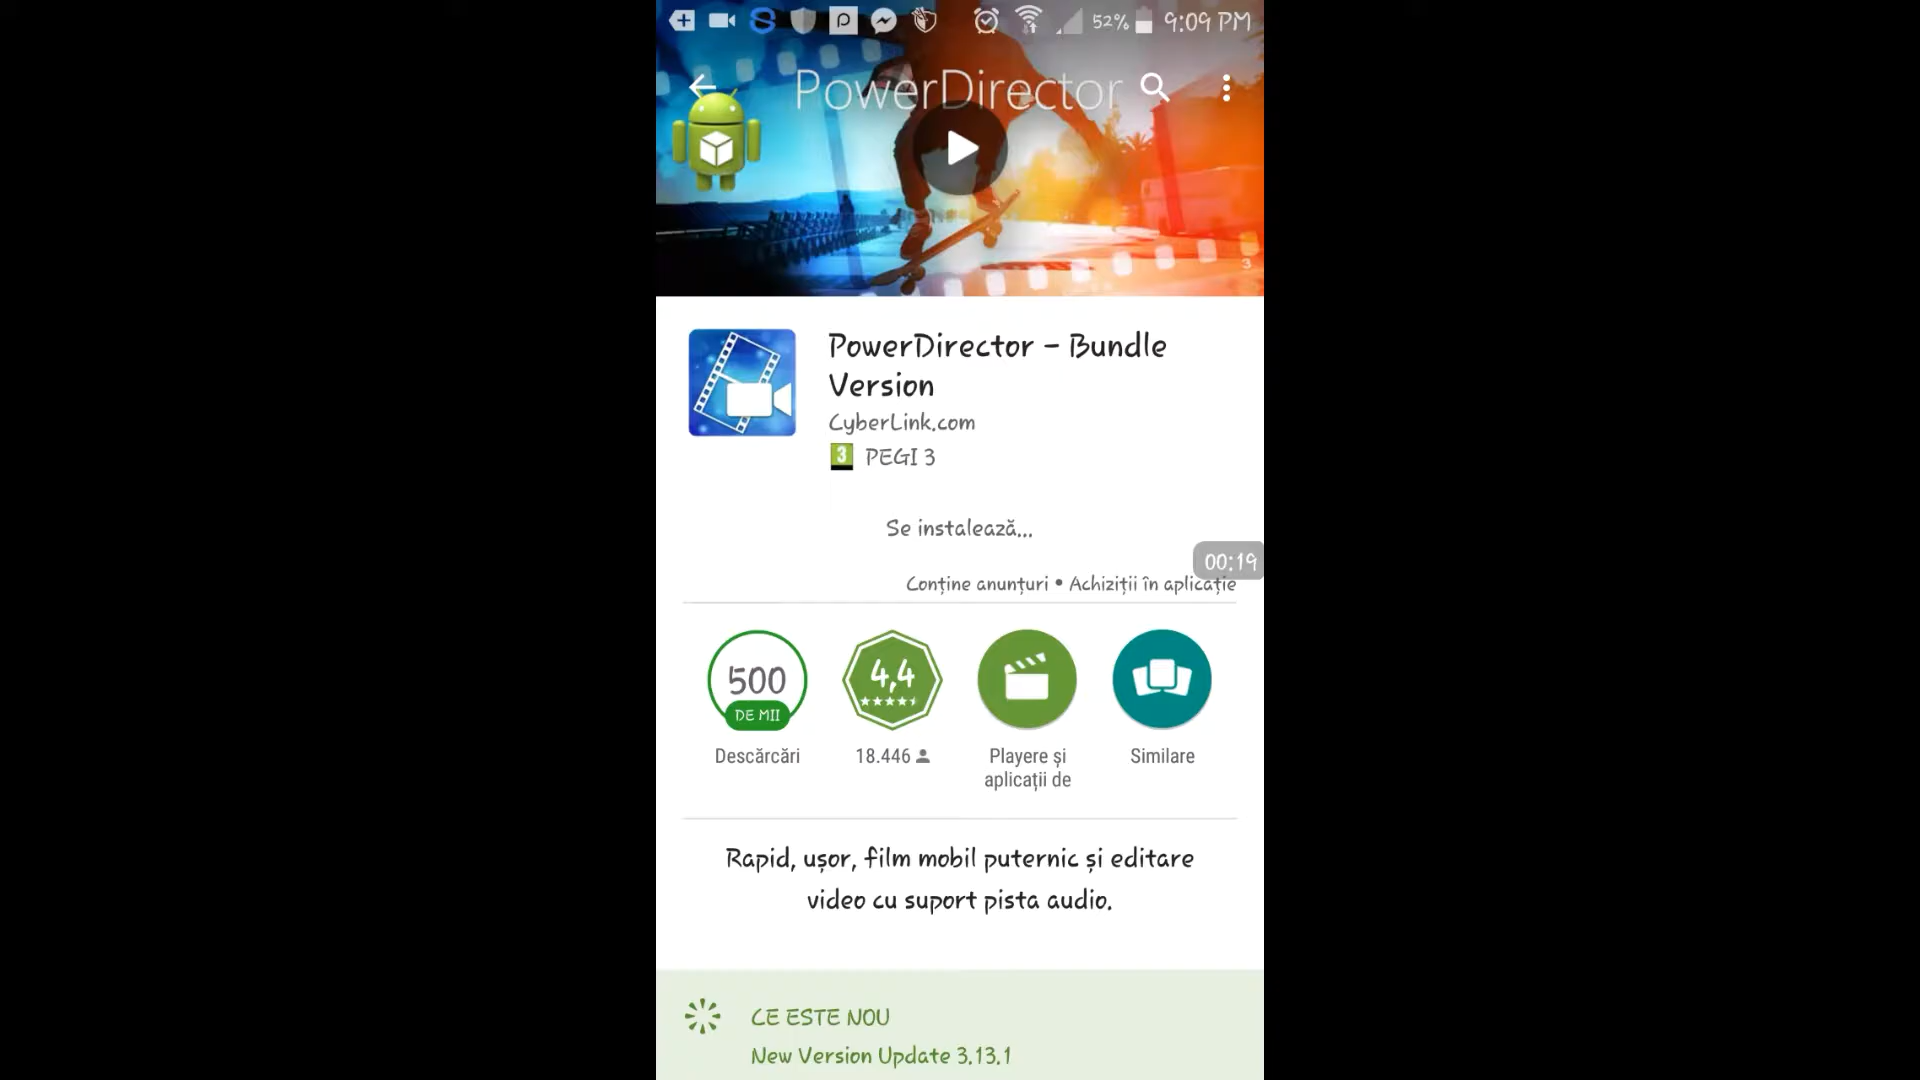 52% 9:09 PM
PowerDirector
3
PowerDirector - Bundle
Version
CyberLink.com
3 PEGI 3
Se instalează...
00:19
Conține anunțuri • Achiziții în aplicație
500
DE MII
4,4
Descărcări
18.446
Playere și
aplicații de
Similare
Rapid, ușor, film mobil puternic și editare
video cu suport pista audio.
CE ESTE NOU
New Version Update 3.13.1